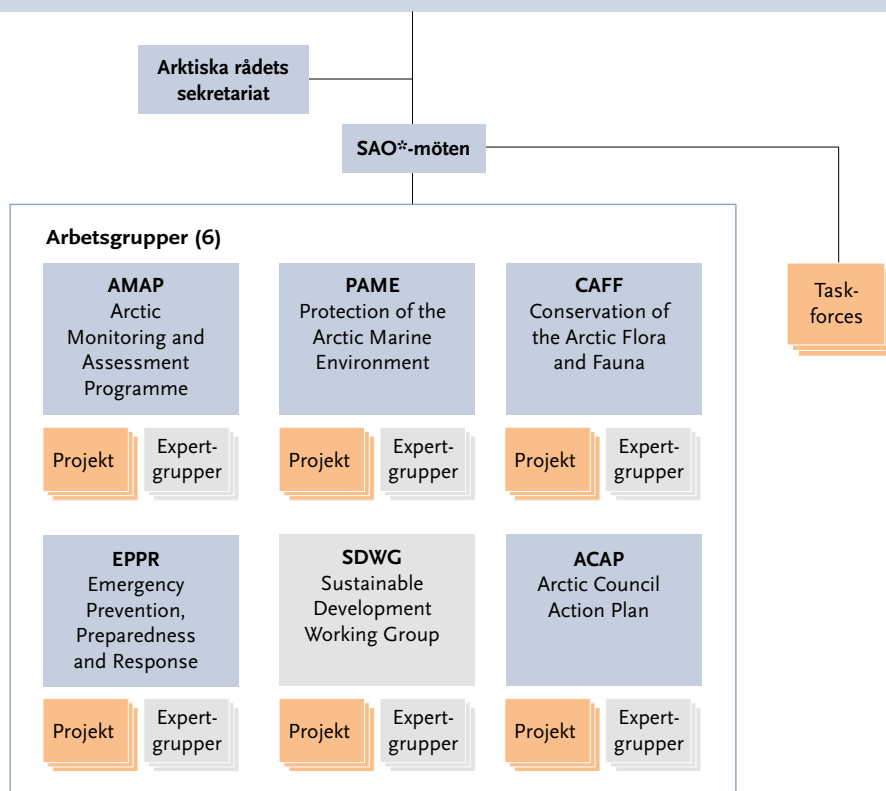 Arktiska rådets
sekretariat
SAO*-möten
Arbetsgrupper (6)
AMAP
Arctic
Monitoring and
Assessment
Programme
PAME
Protection of the
Arctic Marine
Environment
CAFF
Conservation of
the Arctic Flora
and Fauna
Task-
forces
Projekt
Expert-
grupper
Projekt
Expert-
grupper
Projekt
Expert-
grupper
EPPR
Emergency
Prevention,
Preparedness
and Response
SDWG
Sustainable
Development
Working Group
ACAP
Arctic Council
Action Plan
Projekt
Expert-
grupper
Projekt
Expert-
grupper
Projekt
Expert-
grupper